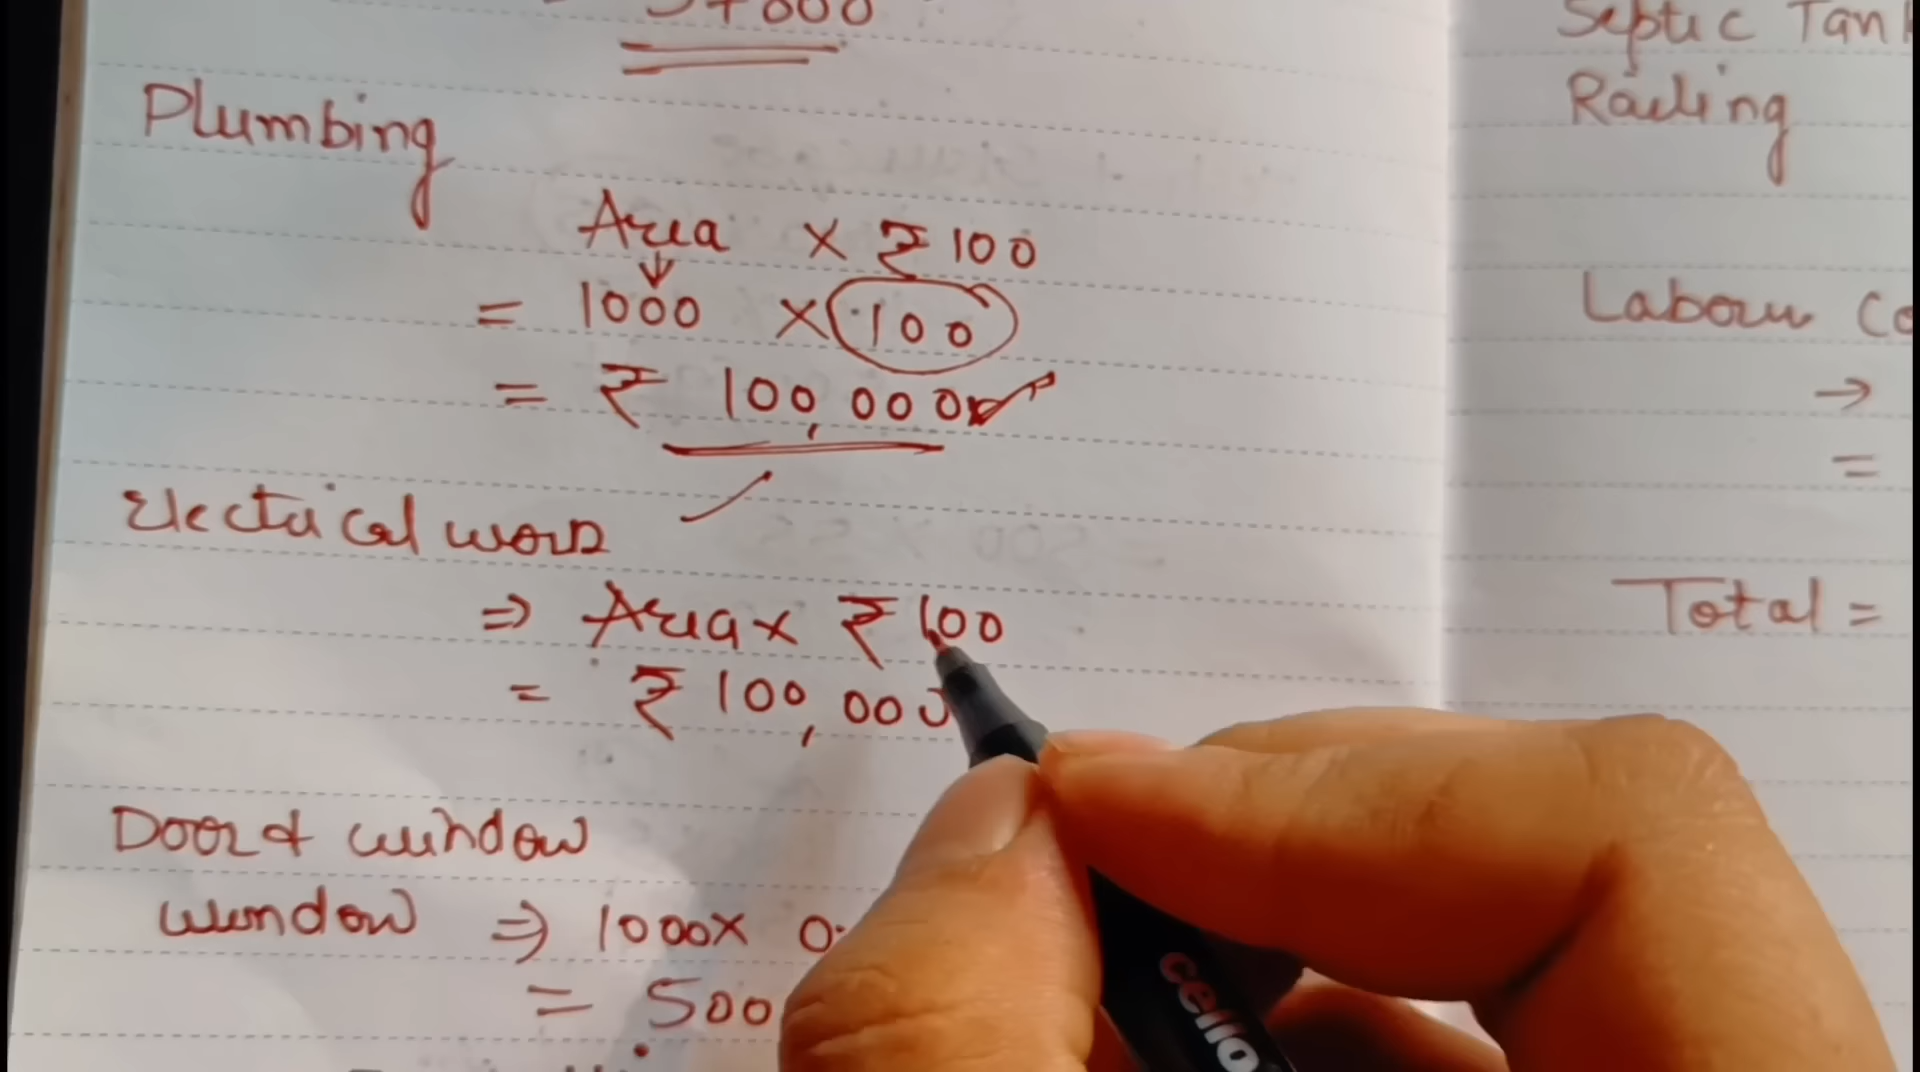 Plumbing
Area × ₹100
= 1000 × 100
= ₹ 100,000
Electrical work
⇒ Area × ₹100
= ₹ 100,000
Door & window
window ⇒ 1000×
= 500
Septic Tank
Railing
Labour
→
=
Total =
cello